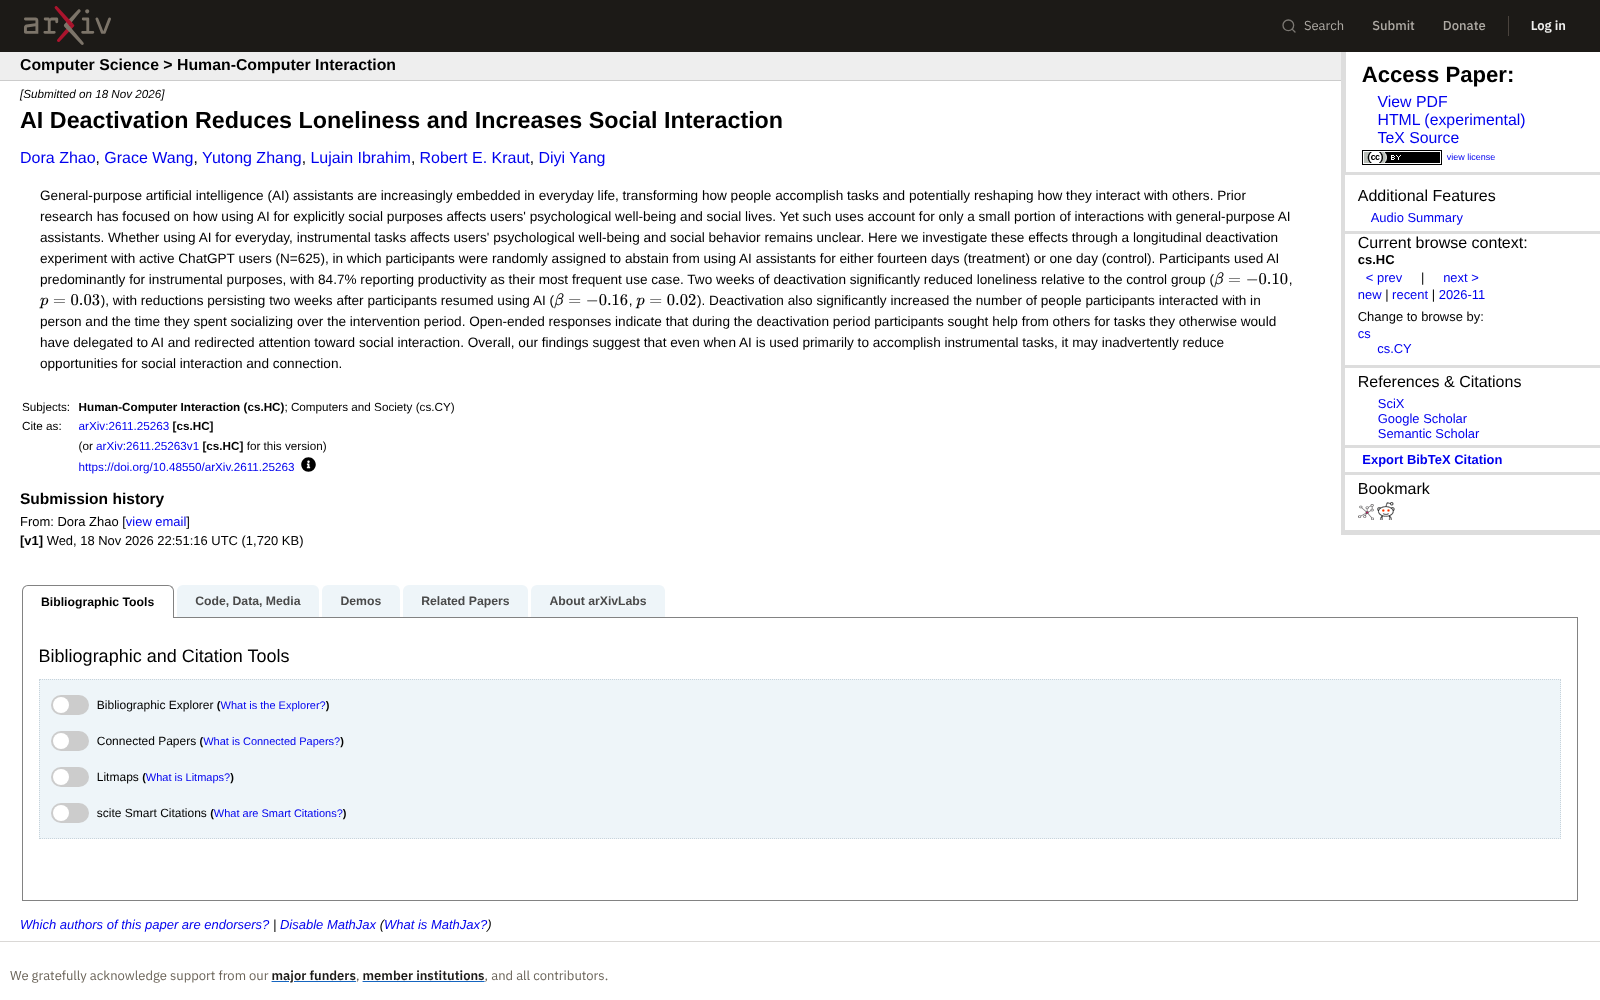 arXiv
Search Submit Donate Log in
Computer Science > Human-Computer Interaction
[Submitted on 18 Nov 2026]
AI Deactivation Reduces Loneliness and Increases Social Interaction
Dora Zhao, Grace Wang, Yutong Zhang, Lujain Ibrahim, Robert E. Kraut, Diyi Yang
General-purpose artificial intelligence (AI) assistants are increasingly embedded in everyday life, transforming how people accomplish tasks and potentially reshaping how they interact with others. Prior
research has focused on how using AI for explicitly social purposes affects users' psychological well-being and social lives. Yet such uses account for only a small portion of interactions with general-purpose AI
assistants. Whether using AI for everyday, instrumental tasks affects users' psychological well-being and social behavior remains unclear. Here we investigate these effects through a longitudinal deactivation
experiment with active ChatGPT users (N=625), in which participants were randomly assigned to abstain from using AI assistants for either fourteen days (treatment) or one day (control). Participants used AI
predominantly for instrumental purposes, with 84.7% reporting productivity as their most frequent use case. Two weeks of deactivation significantly reduced loneliness relative to the control group (β = −0.10,
p = 0.03), with reductions persisting two weeks after participants resumed using AI (β = −0.16, p = 0.02). Deactivation also significantly increased the number of people participants interacted with in
person and the time they spent socializing over the intervention period. Open-ended responses indicate that during the deactivation period participants sought help from others for tasks they otherwise would
have delegated to AI and redirected attention toward social interaction. Overall, our findings suggest that even when AI is used primarily to accomplish instrumental tasks, it may inadvertently reduce
opportunities for social interaction and connection.
Subjects: Human-Computer Interaction (cs.HC); Computers and Society (cs.CY)
Cite as: arXiv:2611.25263 [cs.HC]
(or arXiv:2611.25263v1 [cs.HC] for this version)
https://doi.org/10.48550/arXiv.2611.25263
Submission history
From: Dora Zhao [view email]
[v1] Wed, 18 Nov 2026 22:51:16 UTC (1,720 KB)
Access Paper:
View PDF
HTML (experimental)
TeX Source
(cc) BY view license
Additional Features
Audio Summary
Current browse context:
cs.HC
< prev | next >
new | recent | 2026-11
Change to browse by:
cs
cs.CY
References & Citations
SciX
Google Scholar
Semantic Scholar
Export BibTeX Citation
Bookmark
Bibliographic Tools Code, Data, Media Demos Related Papers About arXivLabs
Bibliographic and Citation Tools
Bibliographic Explorer (What is the Explorer?)
Connected Papers (What is Connected Papers?)
Litmaps (What is Litmaps?)
scite Smart Citations (What are Smart Citations?)
Which authors of this paper are endorsers? | Disable MathJax (What is MathJax?)
We gratefully acknowledge support from our major funders, member institutions, and all contributors.